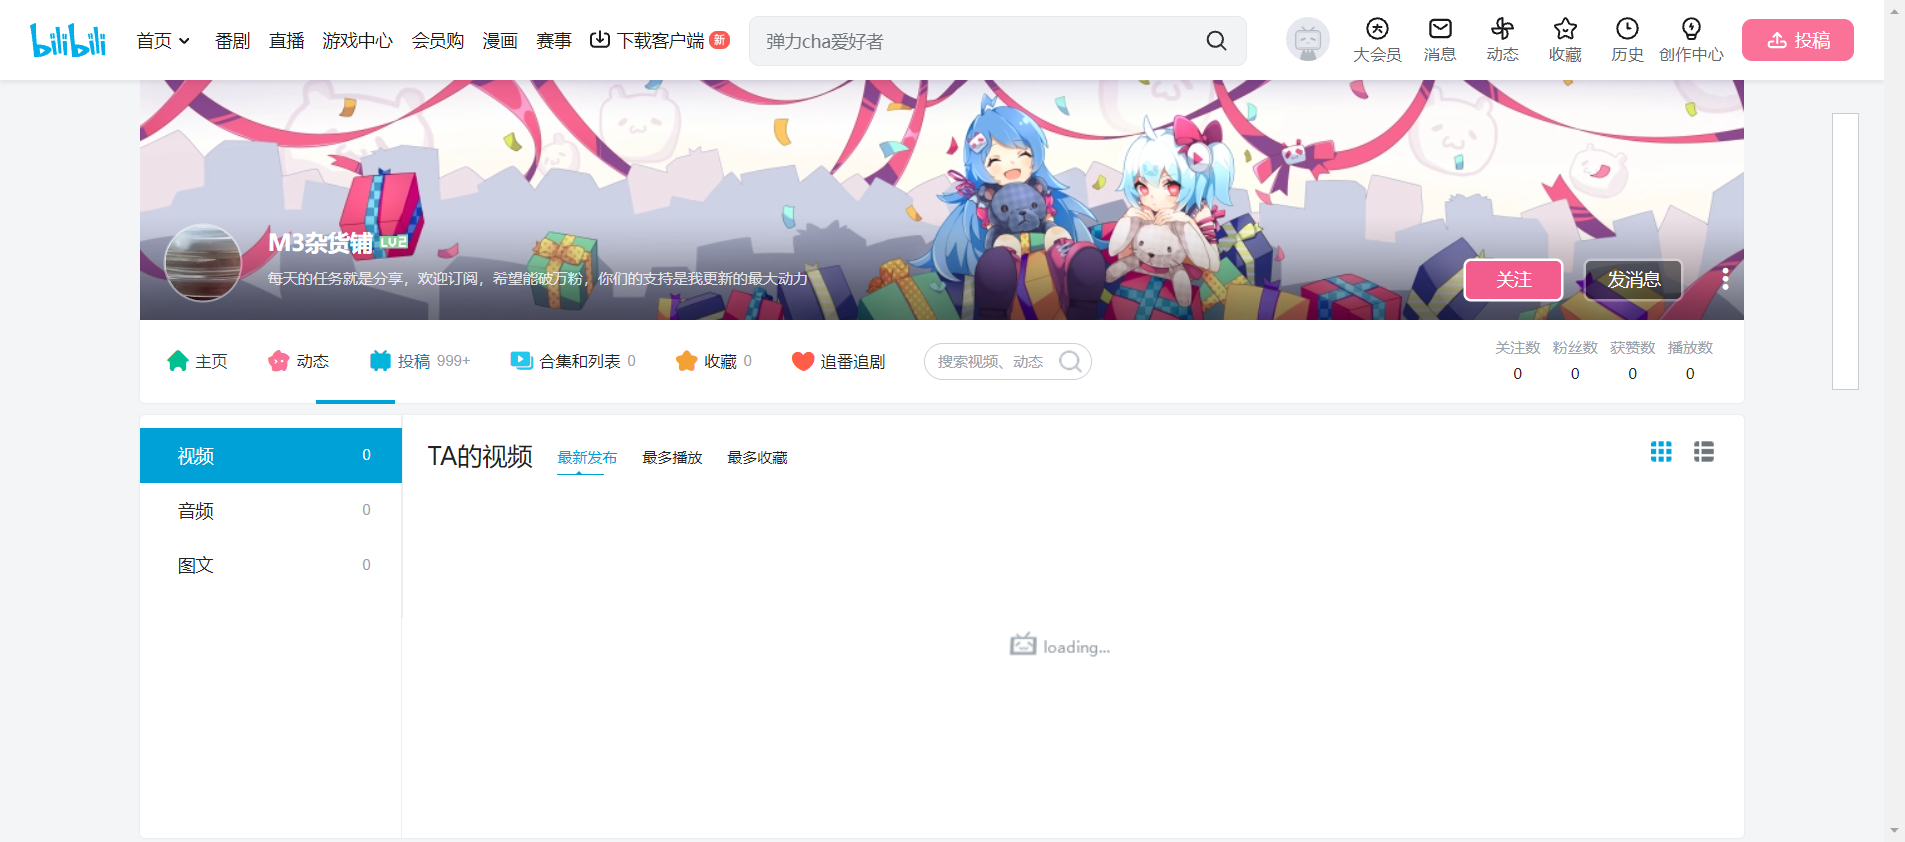 bilibili 首页 番剧 直播 游戏中心 会员购 漫画 赛事 下载客户端 新 弹力cha爱好者 大会员 消息 动态 收藏 历史 创作中心 投稿
M3杂货铺 LV2
每天的任务就是分享，欢迎订阅，希望能破万粉，你们的支持是我更新的最大动力
关注 发消息
主页 动态 投稿 999+ 合集和列表 0 收藏 0 追番追剧 搜索视频、动态
关注数 粉丝数 获赞数 播放数
0 0 0 0
视频 0
音频 0
图文 0
TA的视频 最新发布 最多播放 最多收藏
loading...